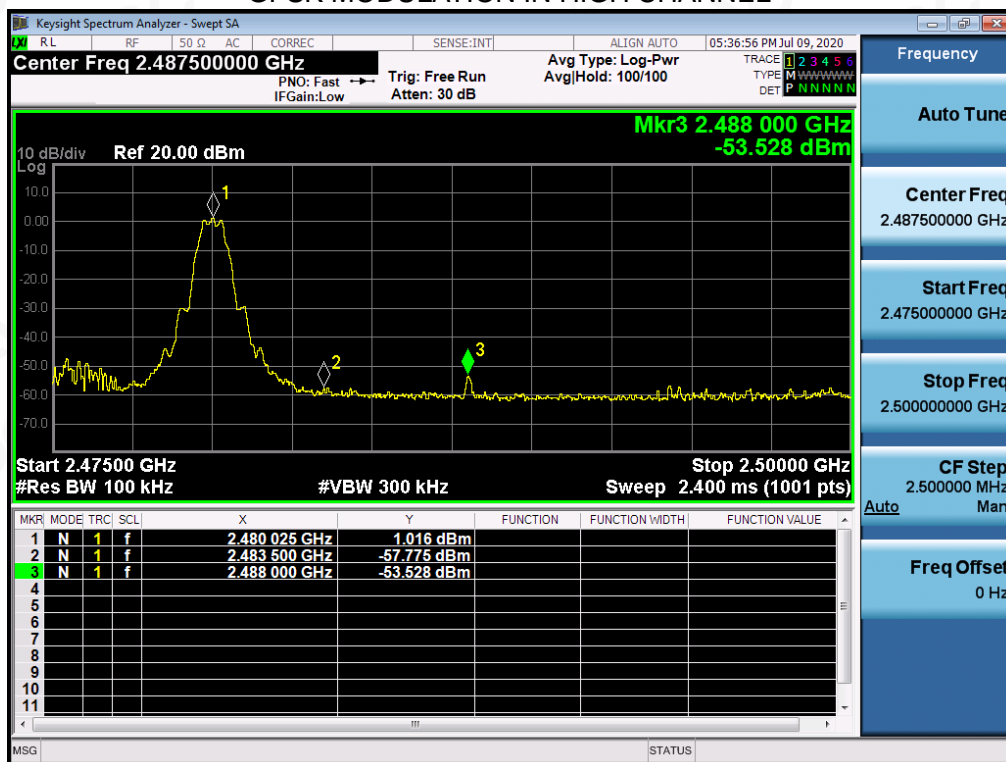 Keysight Spectrum Analyzer - Swept SA
LXI RL RF 50 Ω AC CORREC SENSE:INT ALIGN AUTO 05:36:56 PM Jul 09, 2020
Center Freq 2.487500000 GHz
PNO: Fast
IFGain:Low
Trig: Free Run
Atten: 30 dB
Avg Type: Log-Pwr
Avg|Hold: 100/100
TRACE 1 2 3 4 5 6
TYPE M WWWWW
DET P N N N N N
Mkr3 2.488 000 GHz
-53.528 dBm
10 dB/div Ref 20.00 dBm
Log
10.0
0.00
-10.0
-20.0
-30.0
-40.0
-50.0
-60.0
-70.0
1
2
3
Start 2.47500 GHz Stop 2.50000 GHz
#Res BW 100 kHz #VBW 300 kHz Sweep 2.400 ms (1001 pts)
MKR MODE TRC SCL X Y FUNCTION FUNCTION WIDTH FUNCTION VALUE
1 N 1 f 2.480 025 GHz 1.016 dBm
2 N 1 f 2.483 500 GHz -57.775 dBm
3 N 1 f 2.488 000 GHz -53.528 dBm
4
5
6
7
8
9
10
11
MSG STATUS
Frequency
Auto Tune
Center Freq
2.487500000 GHz
Start Freq
2.475000000 GHz
Stop Freq
2.500000000 GHz
CF Step
2.500000 MHz
Auto Man
Freq Offset
0 Hz